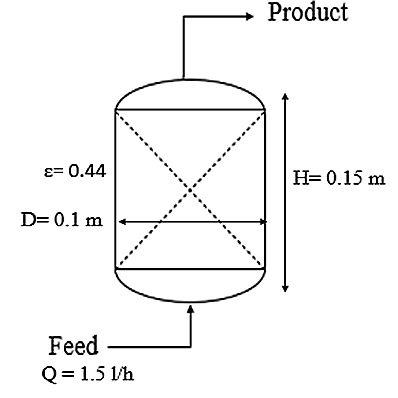 Product
ε= 0.44
H= 0.15 m
D= 0.1 m
Feed
Q = 1.5 l/h